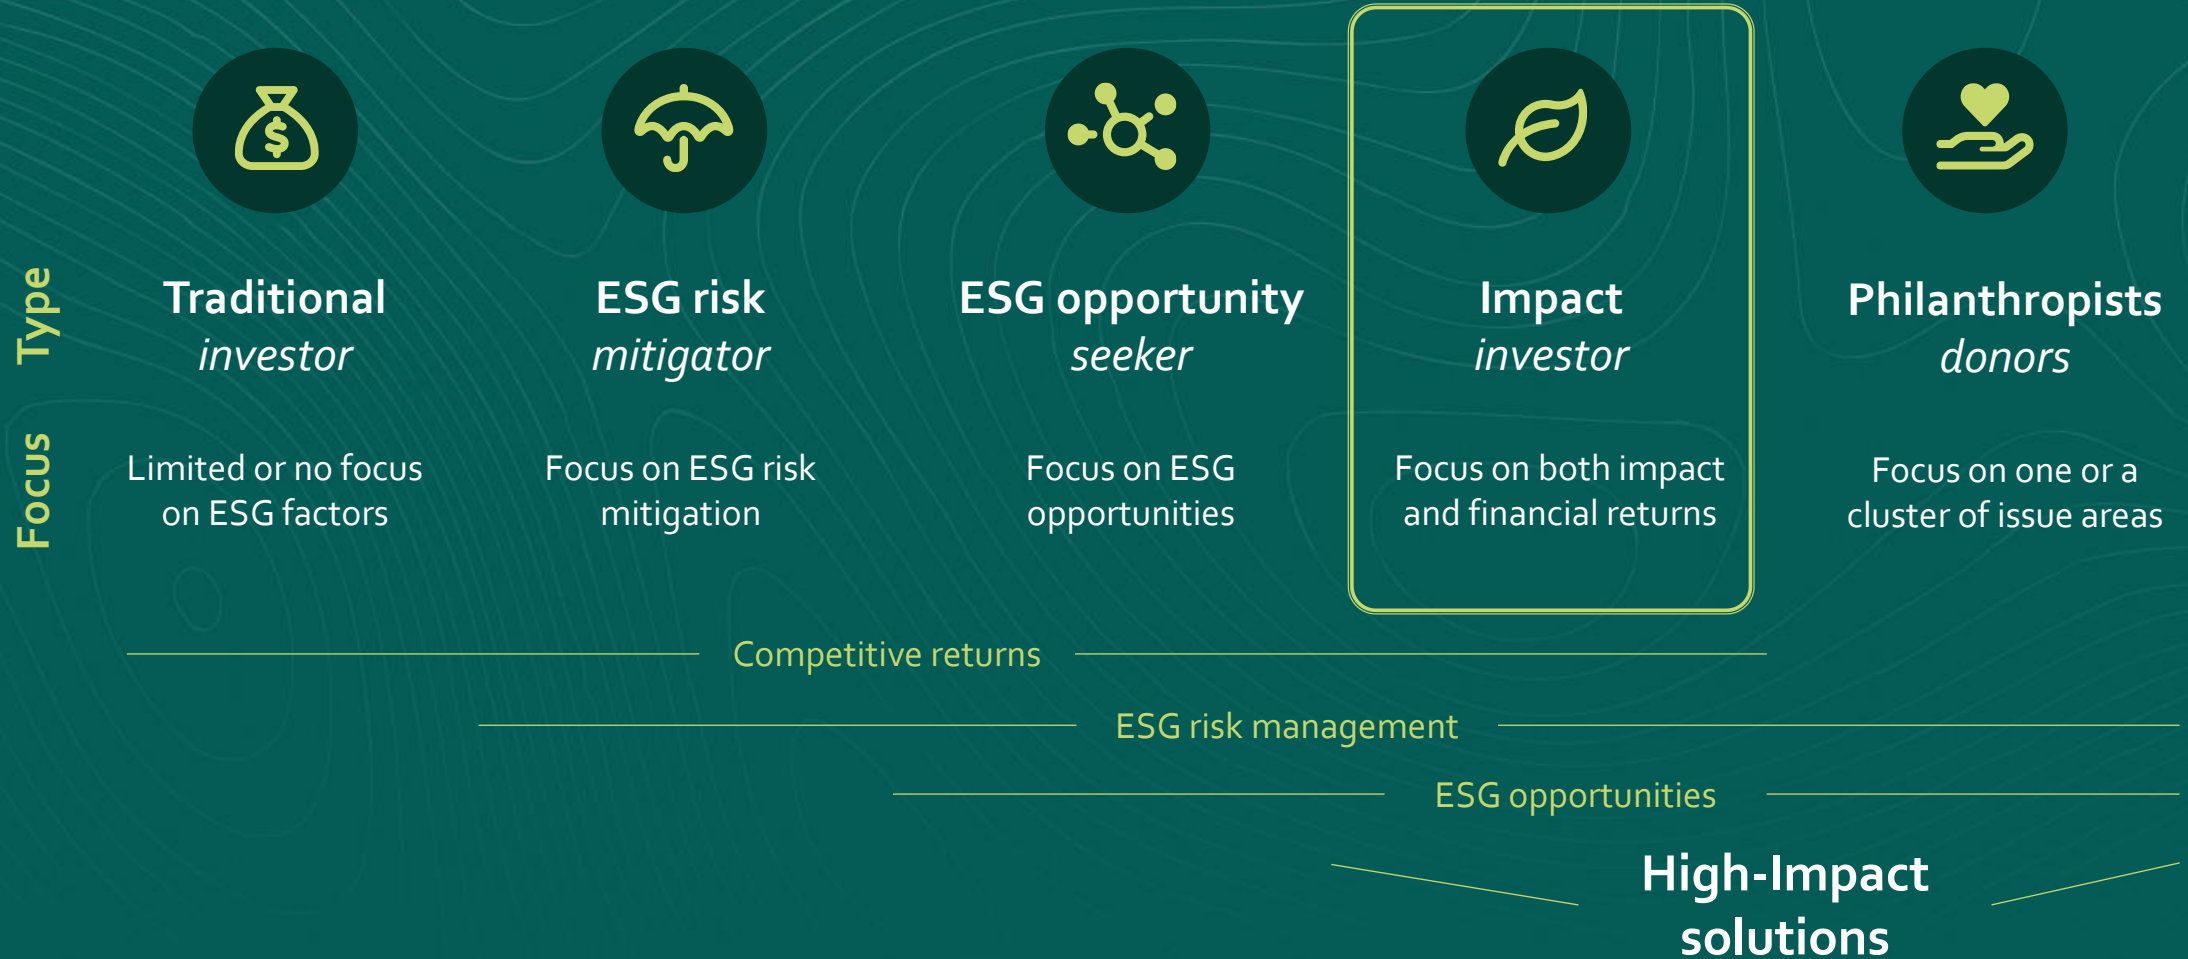 Type
Traditional
investor
ESG risk
mitigator
ESG opportunity
seeker
Impact
investor
Philanthropists
donors
Focus
Limited or no focus
on ESG factors
Focus on ESG risk
mitigation
Focus on ESG
opportunities
Focus on both impact
and financial returns
Focus on one or a
cluster of issue areas
Competitive returns
ESG risk management
ESG opportunities
High-Impact
solutions
$